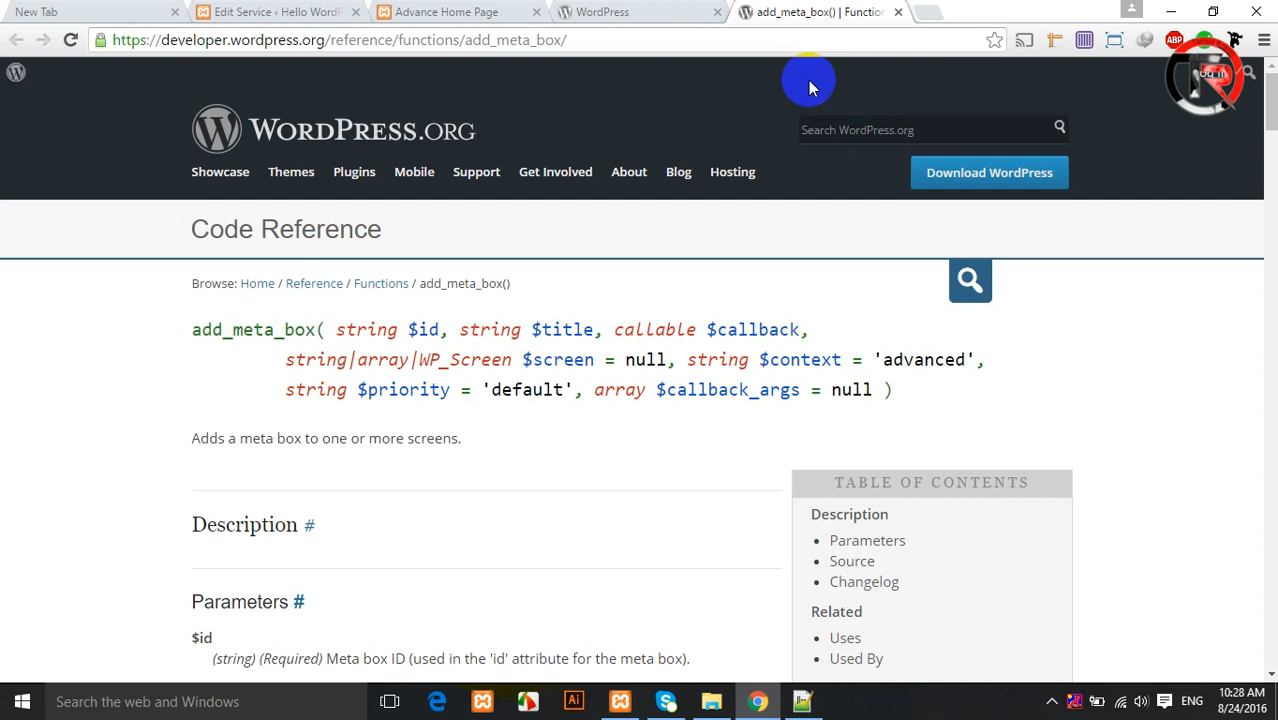 New Tab
Edit Service ‹ Hello WordP
Advance Home Page
WordPress
add_meta_box() | Function
https://developer.wordpress.org/reference/functions/add_meta_box/
ABP
WORDPRESS.ORG
Search WordPress.org
Showcase Themes Plugins Mobile Support Get Involved About Blog Hosting
Download WordPress
Code Reference
Browse: Home / Reference / Functions / add_meta_box()
add_meta_box( string $id, string $title, callable $callback,
string|array|WP_Screen $screen = null, string $context = 'advanced',
string $priority = 'default', array $callback_args = null )
Adds a meta box to one or more screens.
TABLE OF CONTENTS
Description #
Description
Parameters
Source
Changelog
Parameters #
Related
$id
Uses
(string) (Required) Meta box ID (used in the 'id' attribute for the meta box).
Used By
Search the web and Windows
Ai
ENG
10:28 AM
8/24/2016